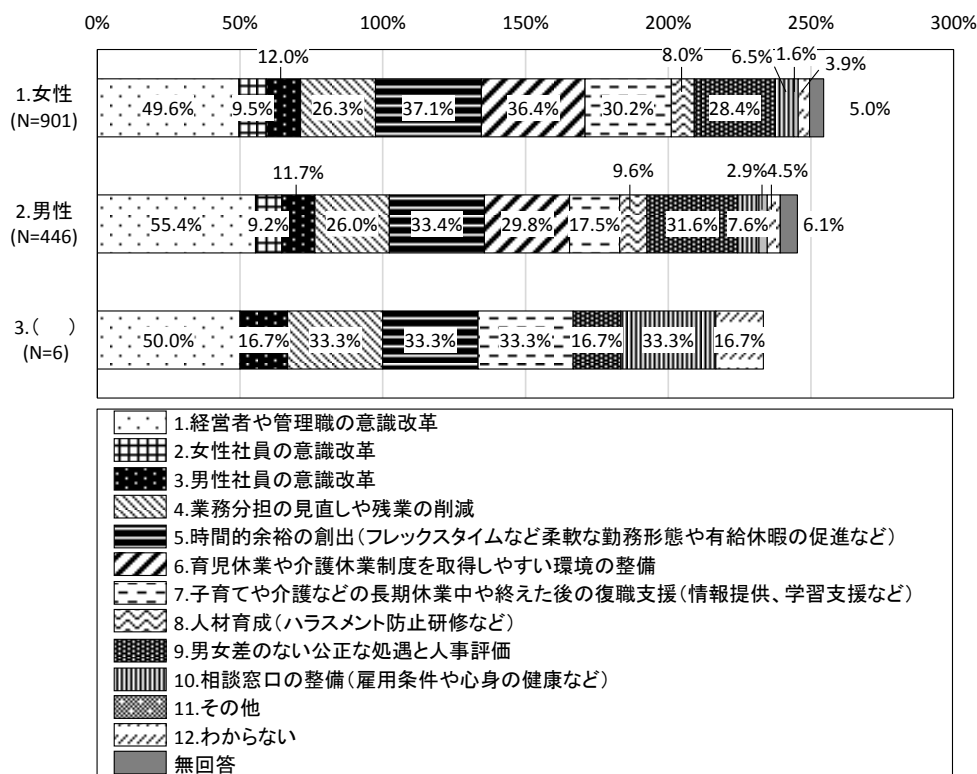 0% 50% 100% 150% 200% 250% 300%
12.0% 8.0% 6.5% 1.6% 3.9%
1.女性 49.6% 9.5% 26.3% 37.1% 36.4% 30.2% 28.4% 5.0%
(N=901)
11.7% 9.6% 2.9% 4.5%
2.男性 55.4% 9.2% 26.0% 33.4% 29.8% 17.5% 31.6% 7.6% 6.1%
(N=446)
3.(　　) 50.0% 16.7% 33.3% 33.3% 33.3% 16.7% 33.3% 16.7%
(N=6)
1.経営者や管理職の意識改革
2.女性社員の意識改革
3.男性社員の意識改革
4.業務分担の見直しや残業の削減
5.時間的余裕の創出(フレックスタイムなど柔軟な勤務形態や有給休暇の促進など)
6.育児休業や介護休業制度を取得しやすい環境の整備
7.子育てや介護などの長期休業中や終えた後の復職支援(情報提供、学習支援など)
8.人材育成(ハラスメント防止研修など)
9.男女差のない公正な処遇と人事評価
10.相談窓口の整備(雇用条件や心身の健康など)
11.その他
12.わからない
無回答